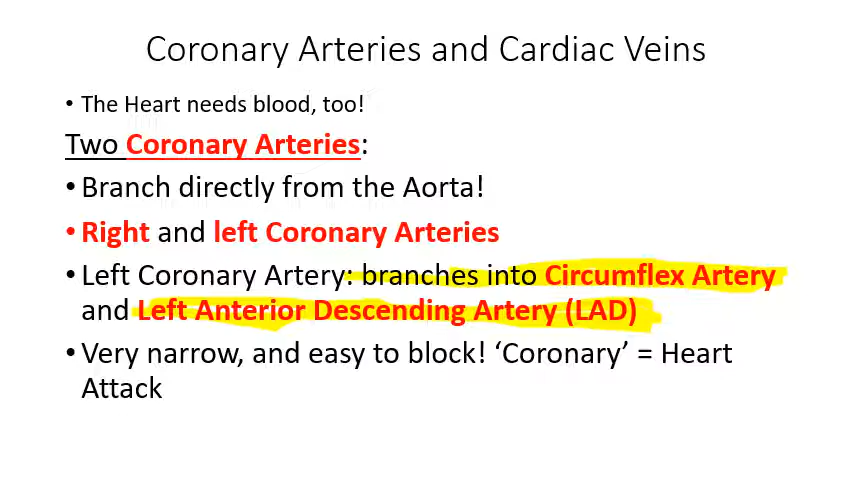 Coronary Arteries and Cardiac Veins
• The Heart needs blood, too!
Two Coronary Arteries:
• Branch directly from the Aorta!
• Right and left Coronary Arteries
• Left Coronary Artery: branches into Circumflex Artery
and Left Anterior Descending Artery (LAD)
• Very narrow, and easy to block! ‘Coronary’ = Heart
Attack